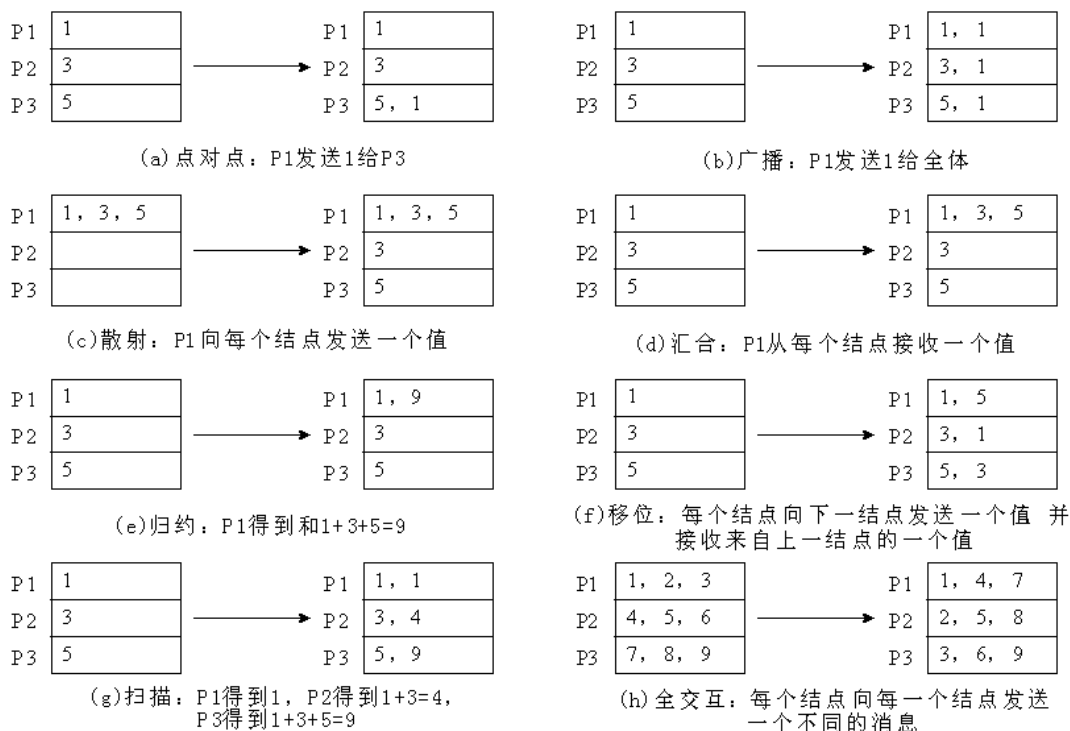 P1 1 P1 1
P2 3 P2 3
P3 5 P3 5, 1
(a)点对点: P1发送1给P3
P1 1 P1 1, 1
P2 3 P2 3, 1
P3 5 P3 5, 1
(b)广播: P1发送1给全体
P1 1, 3, 5 P1 1, 3, 5
P2 P2 3
P3 P3 5
(c)散射: P1向每个结点发送一个值
P1 1 P1 1, 3, 5
P2 3 P2 3
P3 5 P3 5
(d)汇合: P1从每个结点接收一个值
P1 1 P1 1, 9
P2 3 P2 3
P3 5 P3 5
(e)归约: P1得到和1+3+5=9
P1 1 P1 1, 5
P2 3 P2 3, 1
P3 5 P3 5, 3
(f)移位: 每个结点向下一结点发送一个值 并
接收来自上一结点的一个值
P1 1 P1 1, 1
P2 3 P2 3, 4
P3 5 P3 5, 9
(g)扫描: P1得到1, P2得到1+3=4,
P3得到1+3+5=9
P1 1, 2, 3 P1 1, 4, 7
P2 4, 5, 6 P2 2, 5, 8
P3 7, 8, 9 P3 3, 6, 9
(h)全交互: 每个结点向每一个结点发送
一个不同的消息